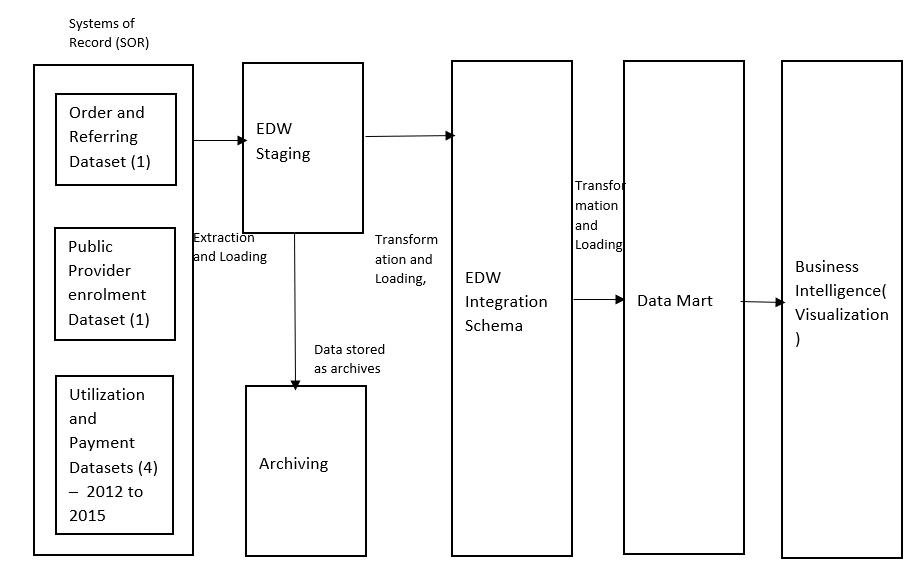 Systems of
Record (SOR)
Order and
Referring
Dataset (1)
Public
Provider
enrolment
Dataset (1)
Utilization
and
Payment
Datasets (4)
– 2012 to
2015
Extraction
and Loading
EDW
Staging
Data stored
as archives
Archiving
Transform
ation and
Loading,
EDW
Integration
Schema
Transfor
mation
and
Loading
Data Mart
Business
Intelligence(
Visualization
)